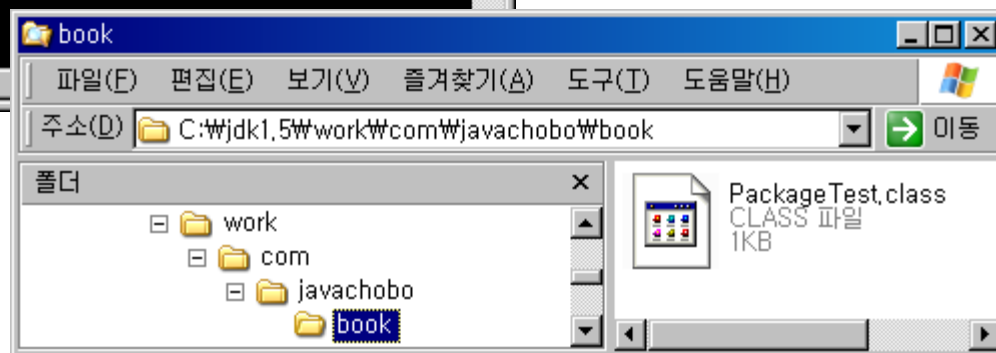 book
파일(F) 편집(E) 보기(V) 즐겨찾기(A) 도구(T) 도움말(H)
주소(D) C:₩jdk1.5₩work₩com₩javachobo₩book 이동
폴더
work
com
javachobo
book
PackageTest.class
CLASS 파일
1KB